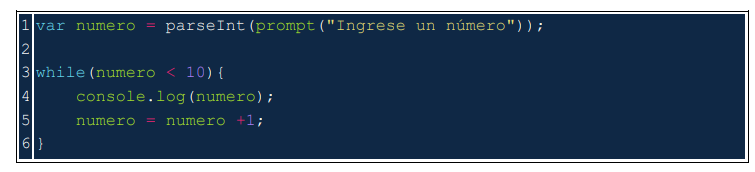 1 var numero = parseInt(prompt("Ingrese un número"));
2
3 while(numero < 10){
4     console.log(numero);
5     numero = numero +1;
6 }